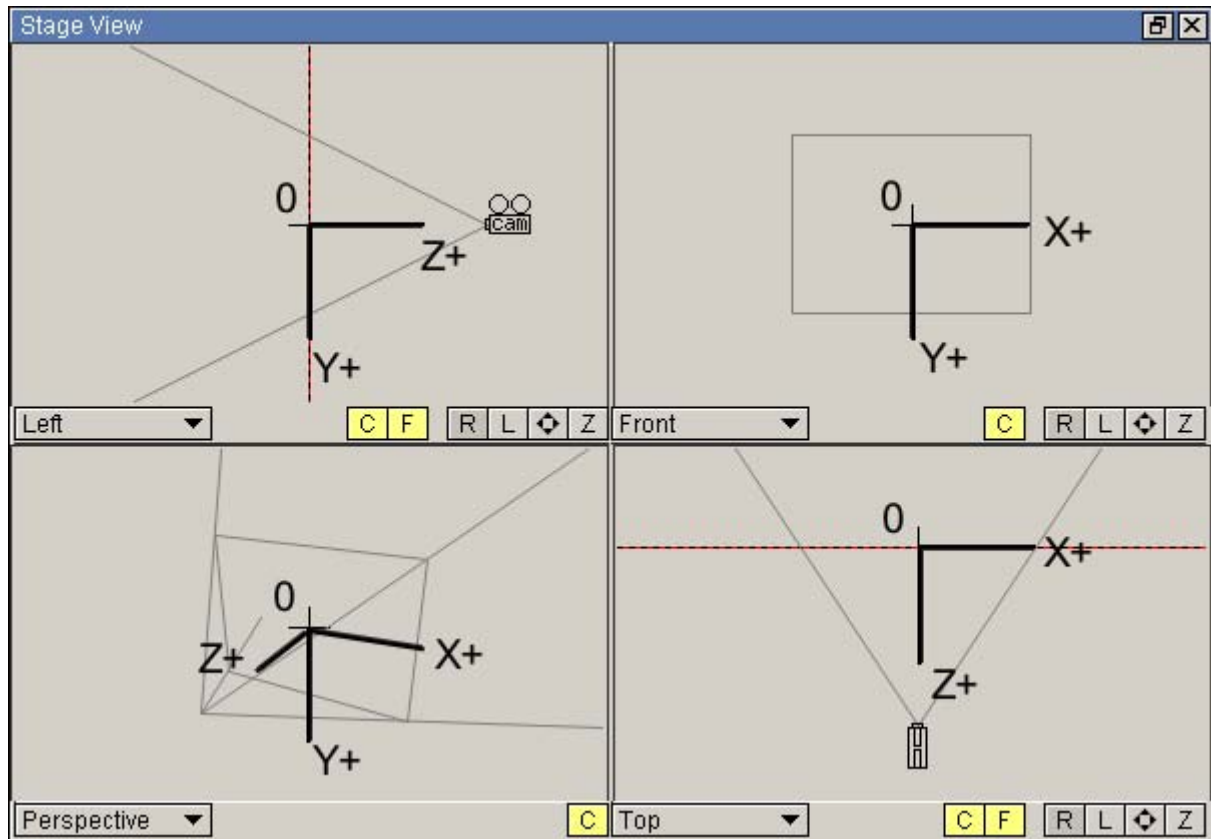 Stage View
0
cam
Z+
Y+
Left C F R L Z
0
X+
Y+
Front C R L Z
0
Z+ X+
Y+
Perspective C
0
X+
Z+
Top C F R L Z